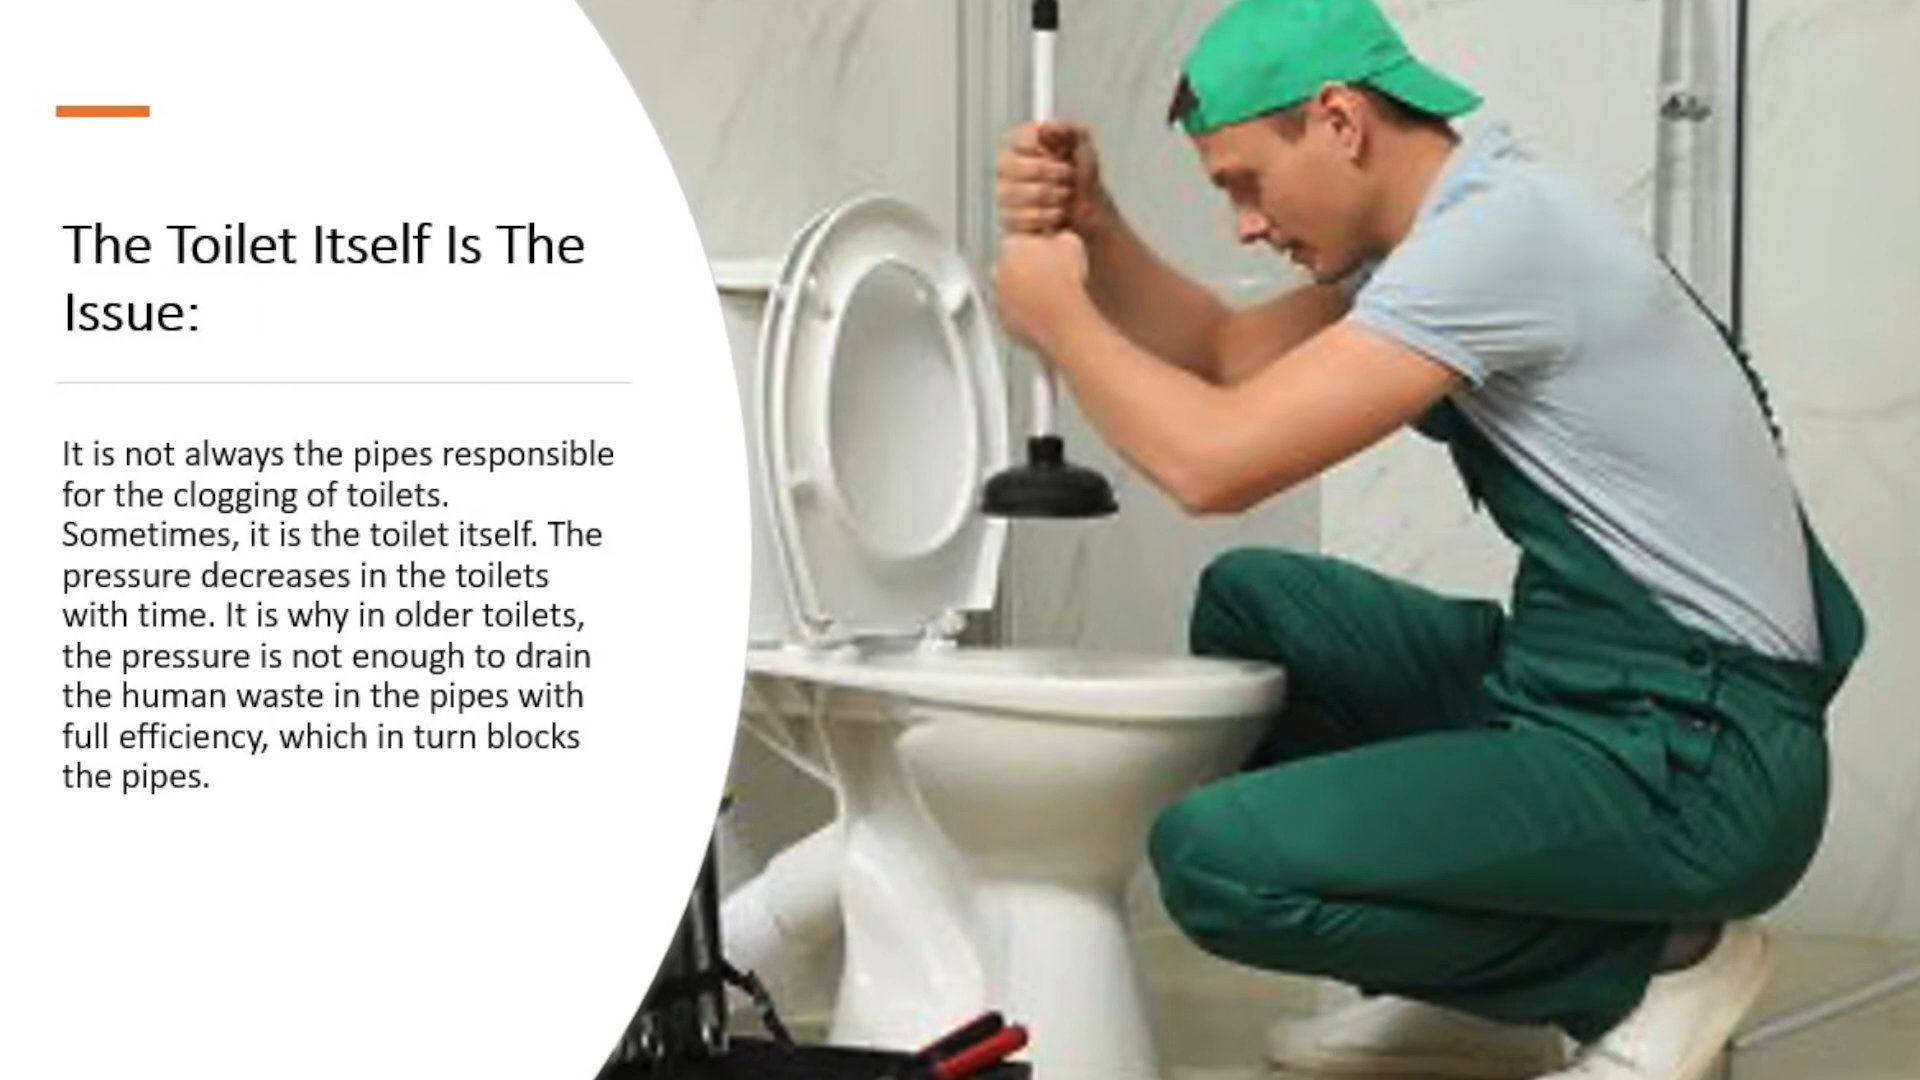 The Toilet Itself Is The
Issue:
It is not always the pipes responsible
for the clogging of toilets.
Sometimes, it is the toilet itself. The
pressure decreases in the toilets
with time. It is why in older toilets,
the pressure is not enough to drain
the human waste in the pipes with
full efficiency, which in turn blocks
the pipes.